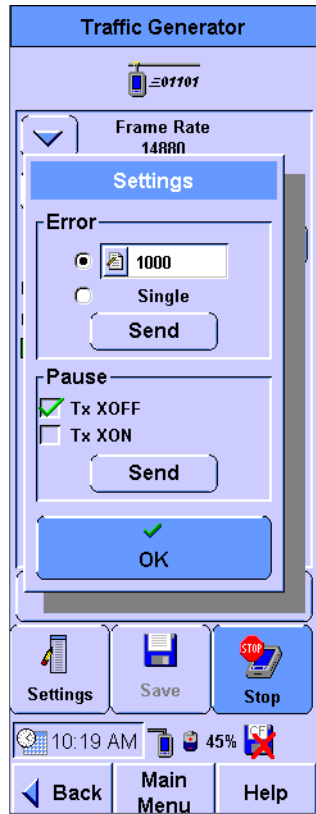 Traffic Generator
01101
Frame Rate
14880
Settings
Error
1000
Single
Send
Pause
Tx XOFF
Tx XON
Send
OK
Settings
Save
STOP
Stop
10:19 AM
45%
CF
Back
Main
Menu
Help